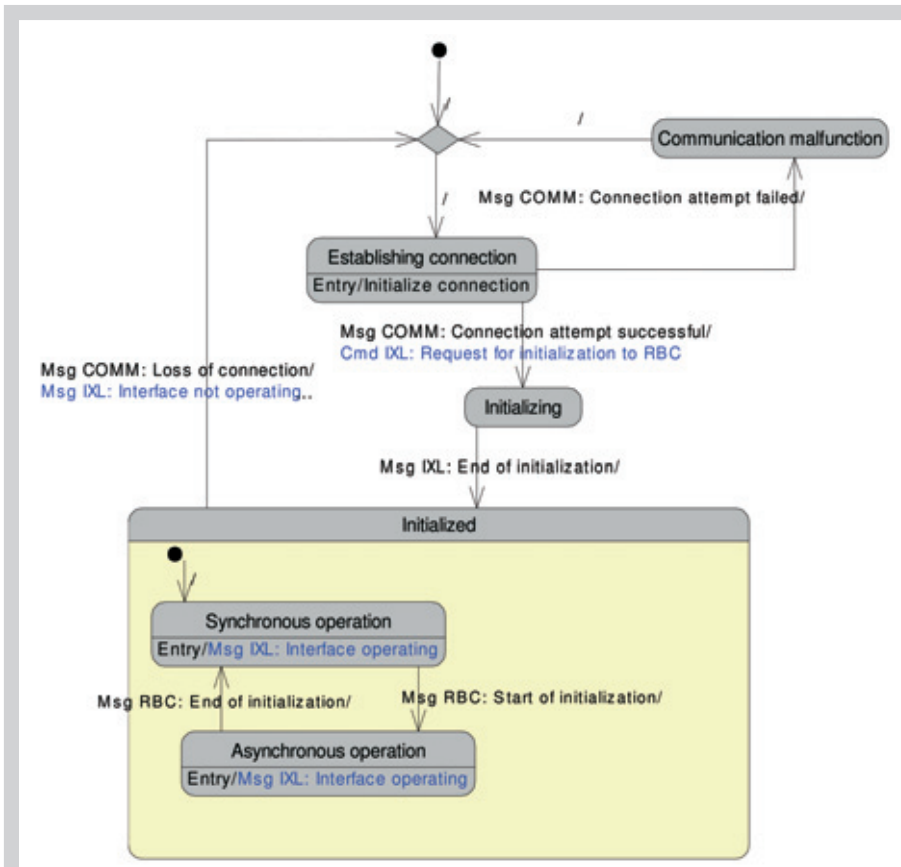 /
/
Communication malfunction
/
Msg COMM: Connection attempt failed/
Establishing connection
Entry/Initialize connection
Msg COMM: Connection attempt successful/
Cmd IXL: Request for initialization to RBC
Msg COMM: Loss of connection/
Msg IXL: Interface not operating..
Initializing
Msg IXL: End of initialization/
Initialized
/
Synchronous operation
Entry/Msg IXL: Interface operating
Msg RBC: End of initialization/
Msg RBC: Start of initialization/
Asynchronous operation
Entry/Msg IXL: Interface operating